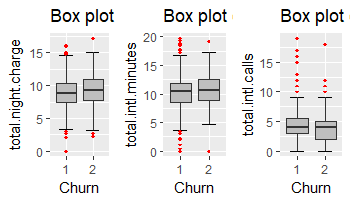 Box plot
total.night.charge
15
10
5
0
1 2
Churn
Box plot
total.intl.minutes
20
15
10
5
0
1 2
Churn
Box plot
total.intl.calls
15
10
5
0
1 2
Churn